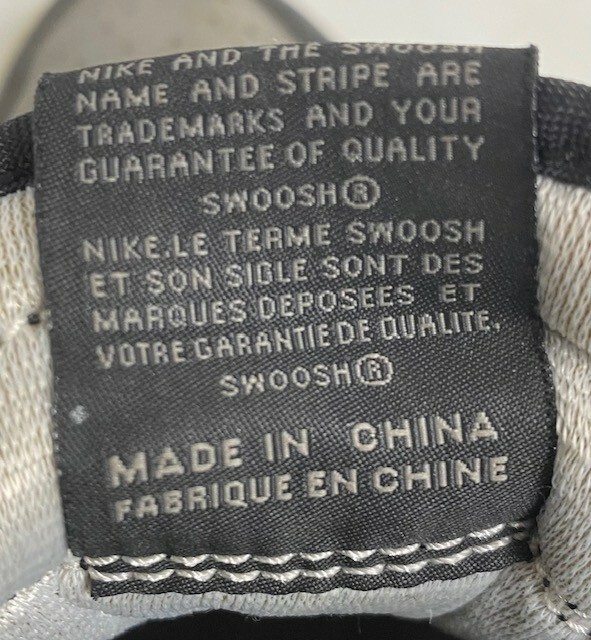 NIKE AND THE SWOOSH
NAME AND STRIPE ARE
TRADEMARKS AND YOUR
GUARANTEE OF QUALITY
SWOOSH®
NIKE.LE TERME SWOOSH
ET SON SIGLE SONT DES
MARQUES DEPOSEES ET
VOTRE GARANTIE DE QUALITE.
SWOOSH®
MADE IN CHINA
FABRIQUE EN CHINE